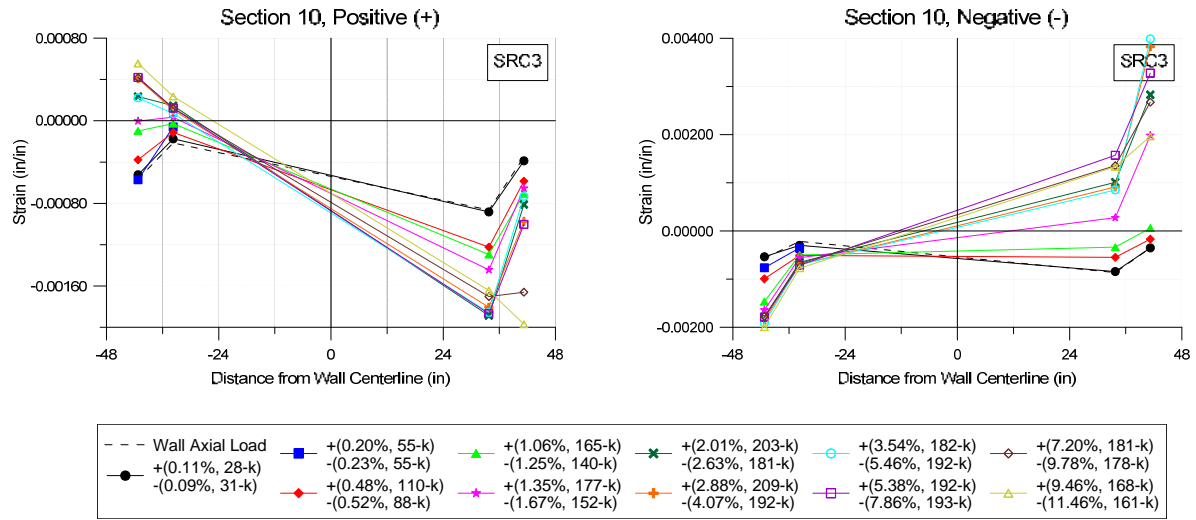 Section 10, Positive (+)
Section 10, Negative (-)
0.00080
0.00000
-0.00080
-0.00160
Strain (in/in)
SRC3
-48
-24
0
24
48
Distance from Wall Centerline (in)
0.00400
0.00200
0.00000
-0.00200
Strain (in/in)
SRC3
-48
-24
0
24
48
Distance from Wall Centerline (in)
Wall Axial Load
+(0.11%, 28-k)
-(0.09%, 31-k)
+(0.20%, 55-k)
-(0.23%, 55-k)
+(0.48%, 110-k)
-(0.52%, 88-k)
+(1.06%, 165-k)
-(1.25%, 140-k)
+(1.35%, 177-k)
-(1.67%, 152-k)
+(2.01%, 203-k)
-(2.63%, 181-k)
+(2.88%, 209-k)
-(4.07%, 192-k)
+(3.54%, 182-k)
-(5.46%, 192-k)
+(5.38%, 192-k)
-(7.86%, 193-k)
+(7.20%, 181-k)
-(9.78%, 178-k)
+(9.46%, 168-k)
-(11.46%, 161-k)